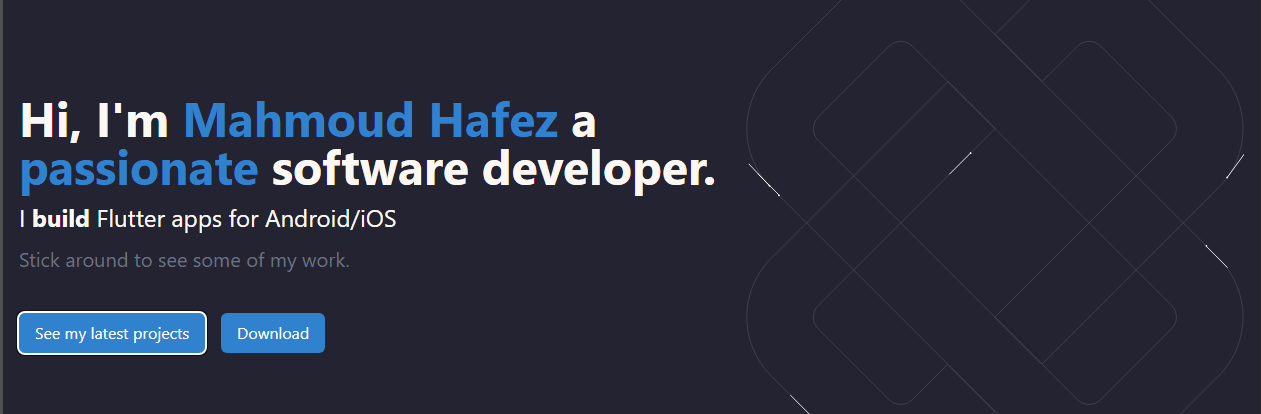 Hi, I'm Mahmoud Hafez a
passionate software developer.
I build Flutter apps for Android/iOS
Stick around to see some of my work.
See my latest projects Download